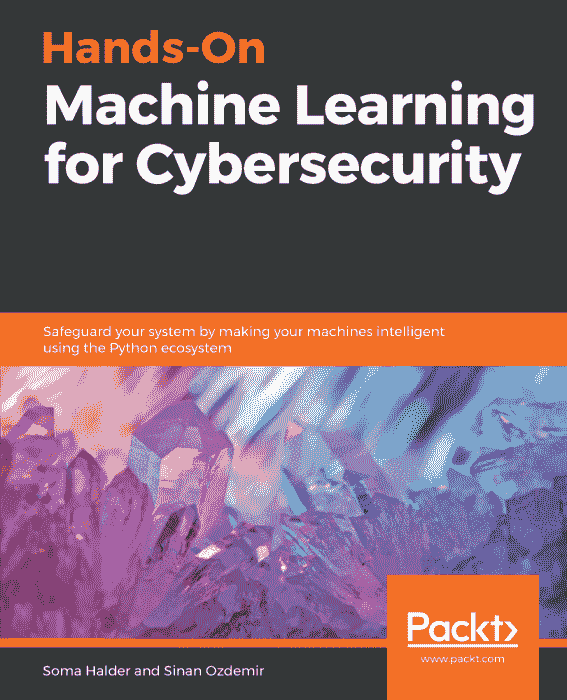 Hands-On
Machine Learning
for Cybersecurity
Safeguard your system by making your machines intelligent
using the Python ecosystem
Packt>
www.packt.com
Soma Halder and Sinan Ozdemir